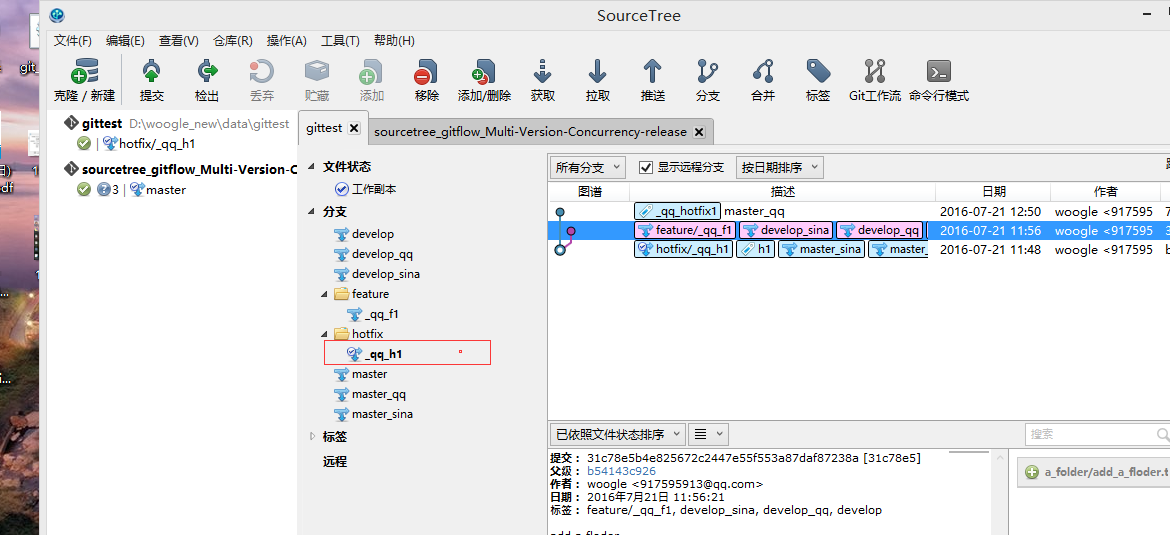 SourceTree
文件(F) 编辑(E) 查看(V) 仓库(R) 操作(A) 工具(T) 帮助(H)
克隆 / 新建 提交 检出 丢弃 贮藏 添加 移除 添加/删除 获取 拉取 推送 分支 合并 标签 Git工作流 命令行模式
gittest D:\woogle_new\data\gittest
hotfix/_qq_h1
sourcetree_gitflow_Multi-Version-C
3 master
gittest sourcetree_gitflow_Multi-Version-Concurrency-release
文件状态
工作副本
分支
develop
develop_qq
develop_sina
feature
_qq_f1
hotfix
_qq_h1
master
master_qq
master_sina
标签
远程
所有分支 显示远程分支 按日期排序
图谱 描述 日期 作者
_qq_hotfix1 master_qq 2016-07-21 12:50 woogle <917595 7
feature/_qq_f1 develop_sina develop_qq 2016-07-21 11:56 woogle <917595 3
hotfix/_qq_h1 h1 master_sina master_ 2016-07-21 11:48 woogle <917595 b
已依照文件状态排序 搜索
提交： 31c78e5b4e825672c2447e55f553a87daf87238a [31c78e5]
父级： b54143c926
作者： woogle <917595913@qq.com>
日期： 2016年7月21日 11:56:21
标签： feature/_qq_f1, develop_sina, develop_qq, develop
a_folder/add_a_floder.t